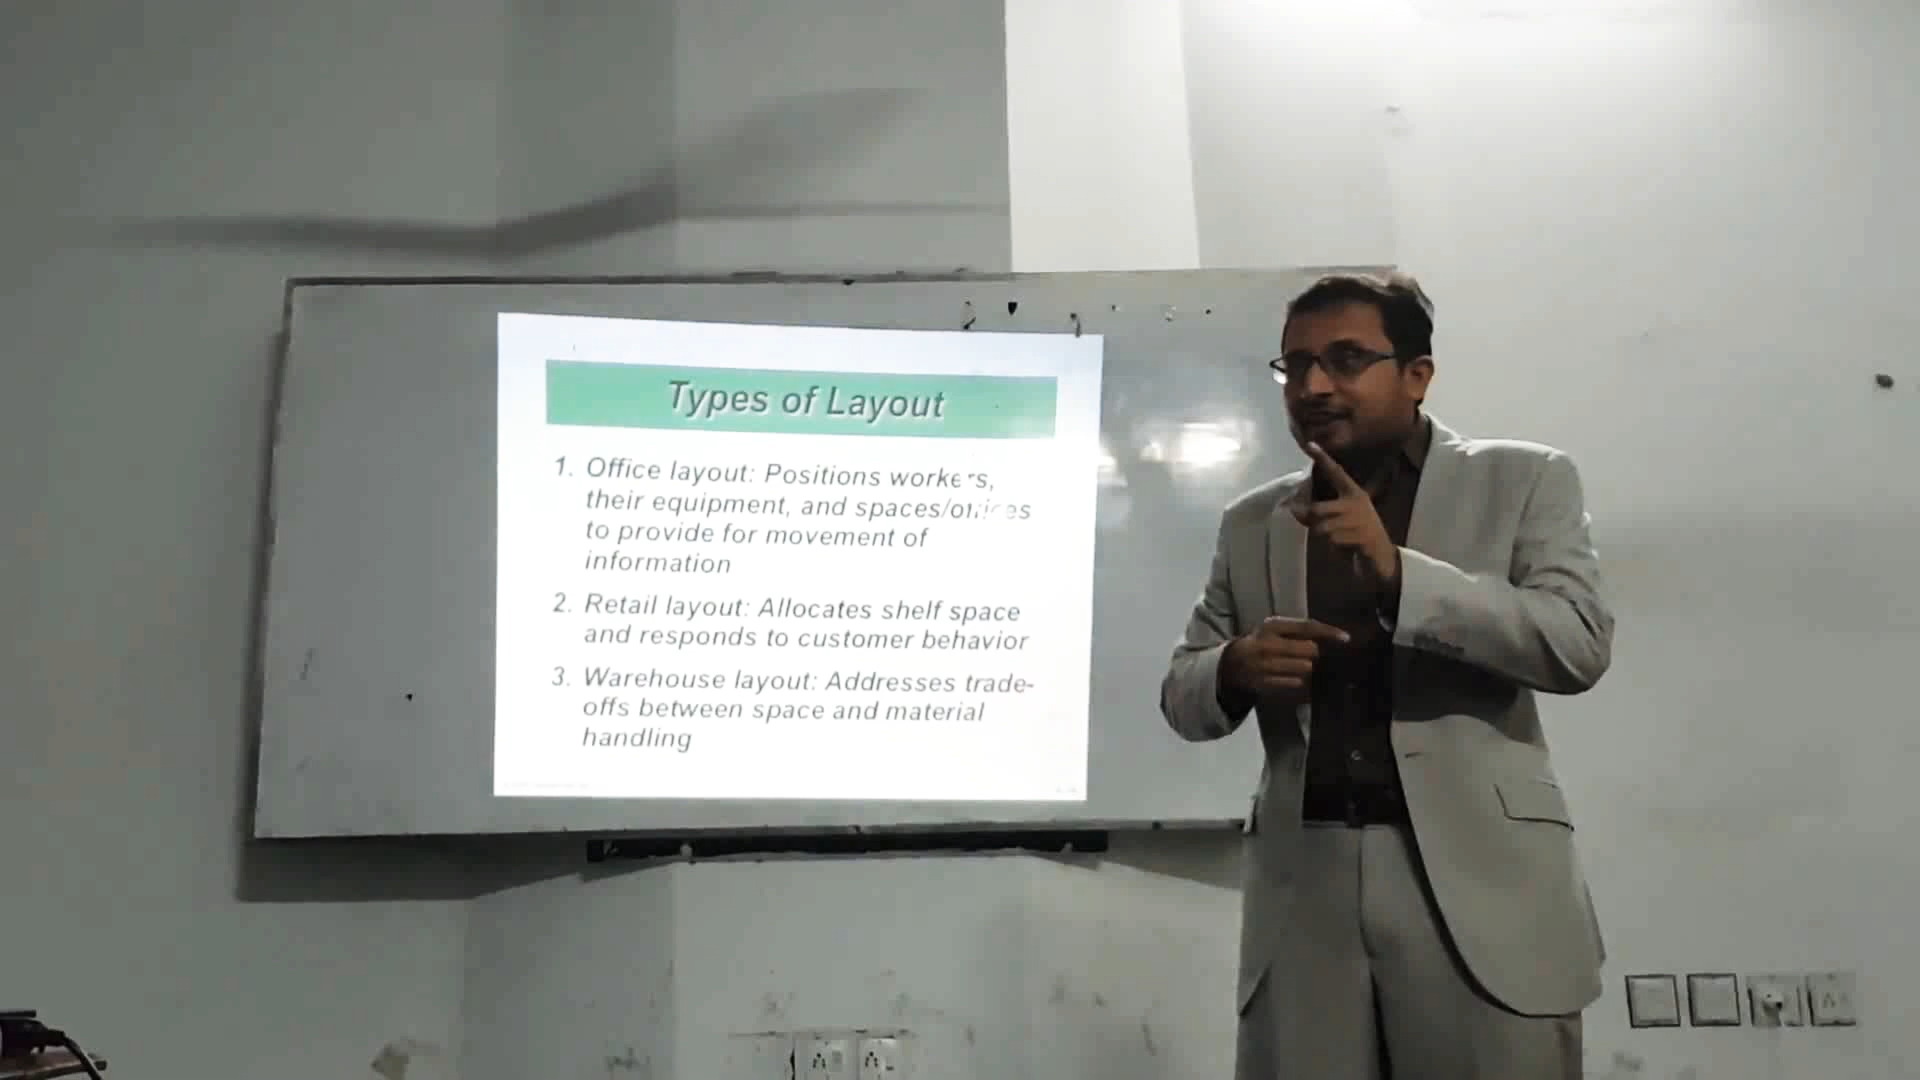 Types of Layout
1. Office layout: Positions workers,
their equipment, and spaces/offices
to provide for movement of
information
2. Retail layout: Allocates shelf space
and responds to customer behavior
3. Warehouse layout: Addresses trade-
offs between space and material
handling